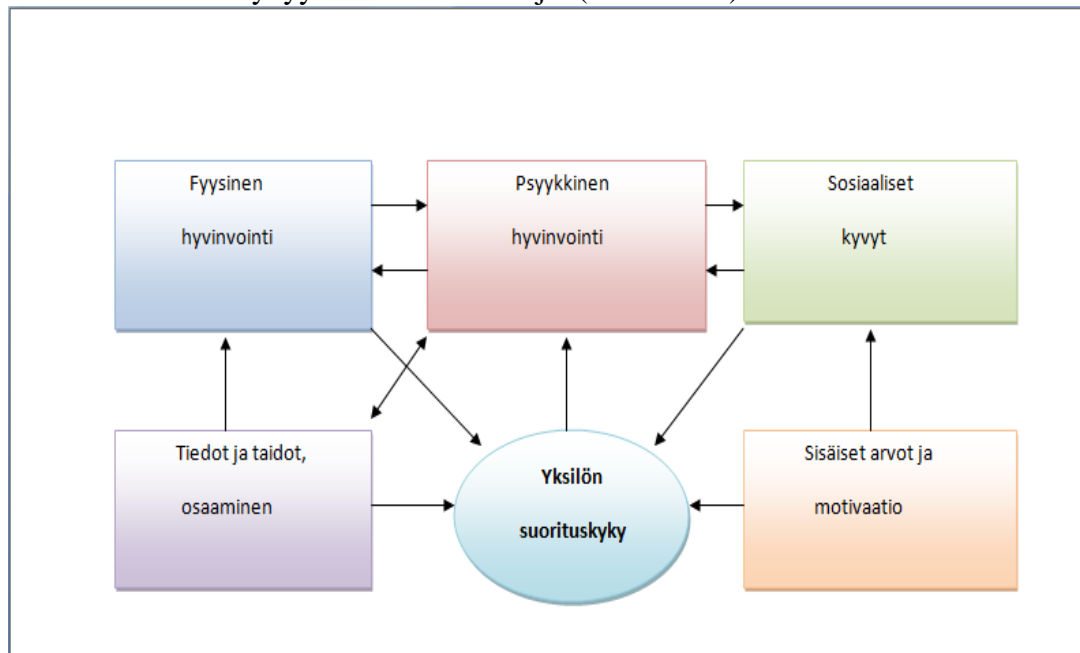 Fyysinen
hyvinvointi
Psyykkinen
hyvinvointi
Sosiaaliset
kyvyt
Tiedot ja taidot,
osaaminen
Yksilön
suorituskyky
Sisäiset arvot ja
motivaatio